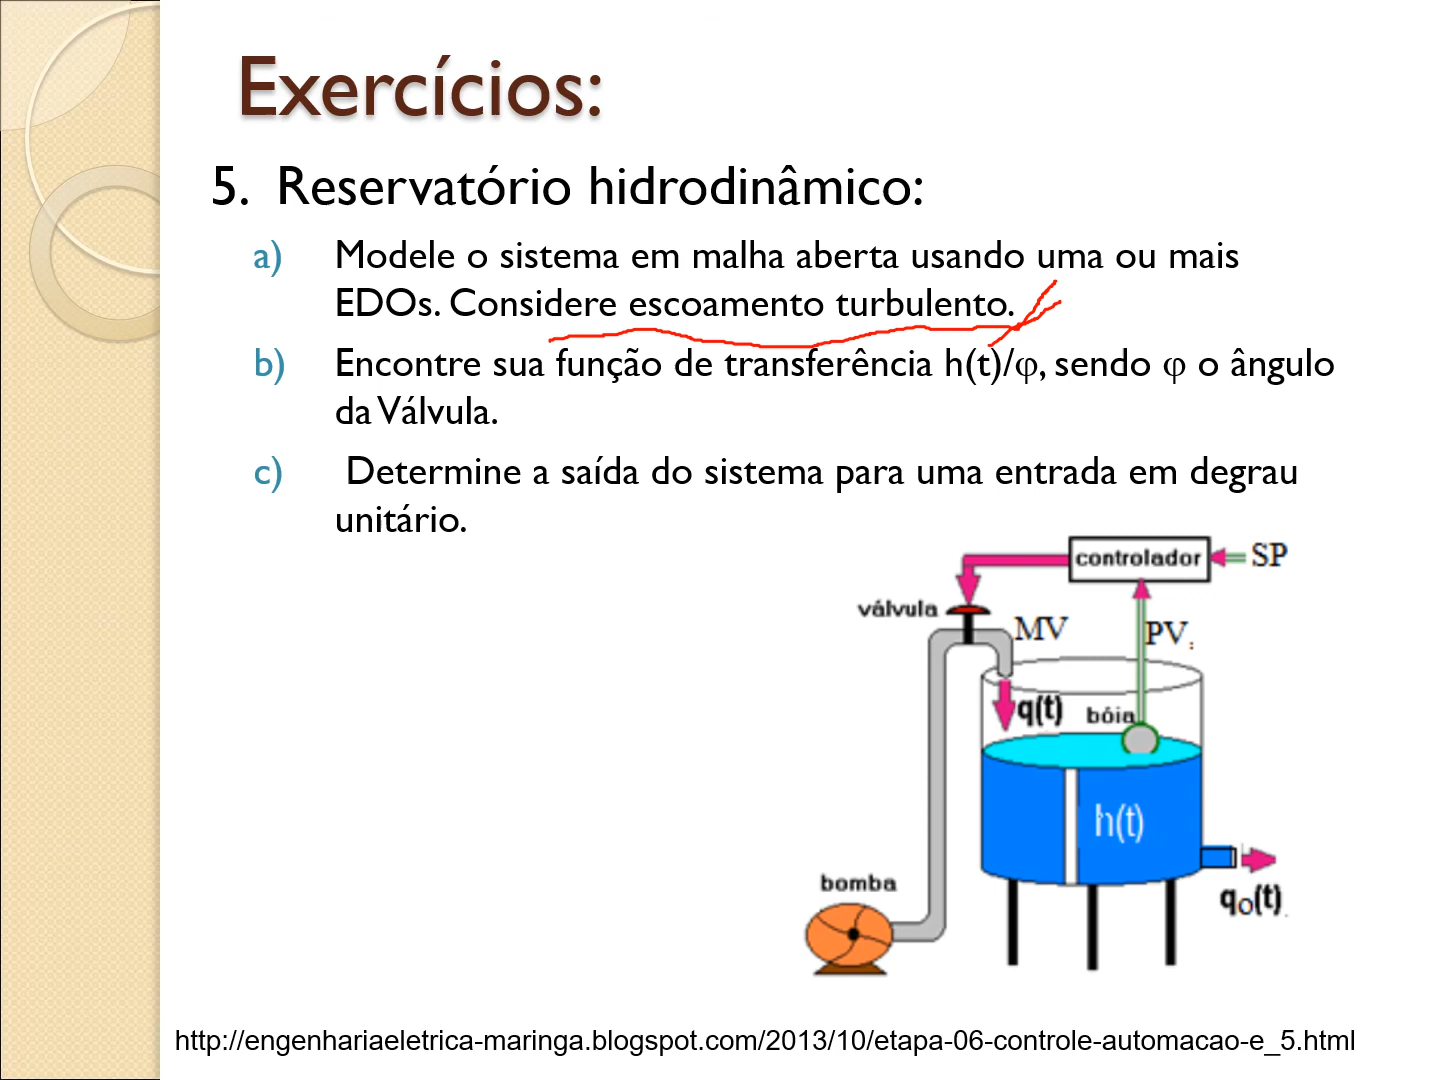 Exercícios:
5. Reservatório hidrodinâmico:
a) Modele o sistema em malha aberta usando uma ou mais
EDOs. Considere escoamento turbulento.
b) Encontre sua função de transferência h(t)/φ, sendo φ o ângulo
da Válvula.
c) Determine a saída do sistema para uma entrada em degrau
unitário.
controlador
SP
válvula
MV
PV
q(t)
bóia
h(t)
bomba
qo(t)
http://engenhariaeletrica-maringa.blogspot.com/2013/10/etapa-06-controle-automacao-e_5.html